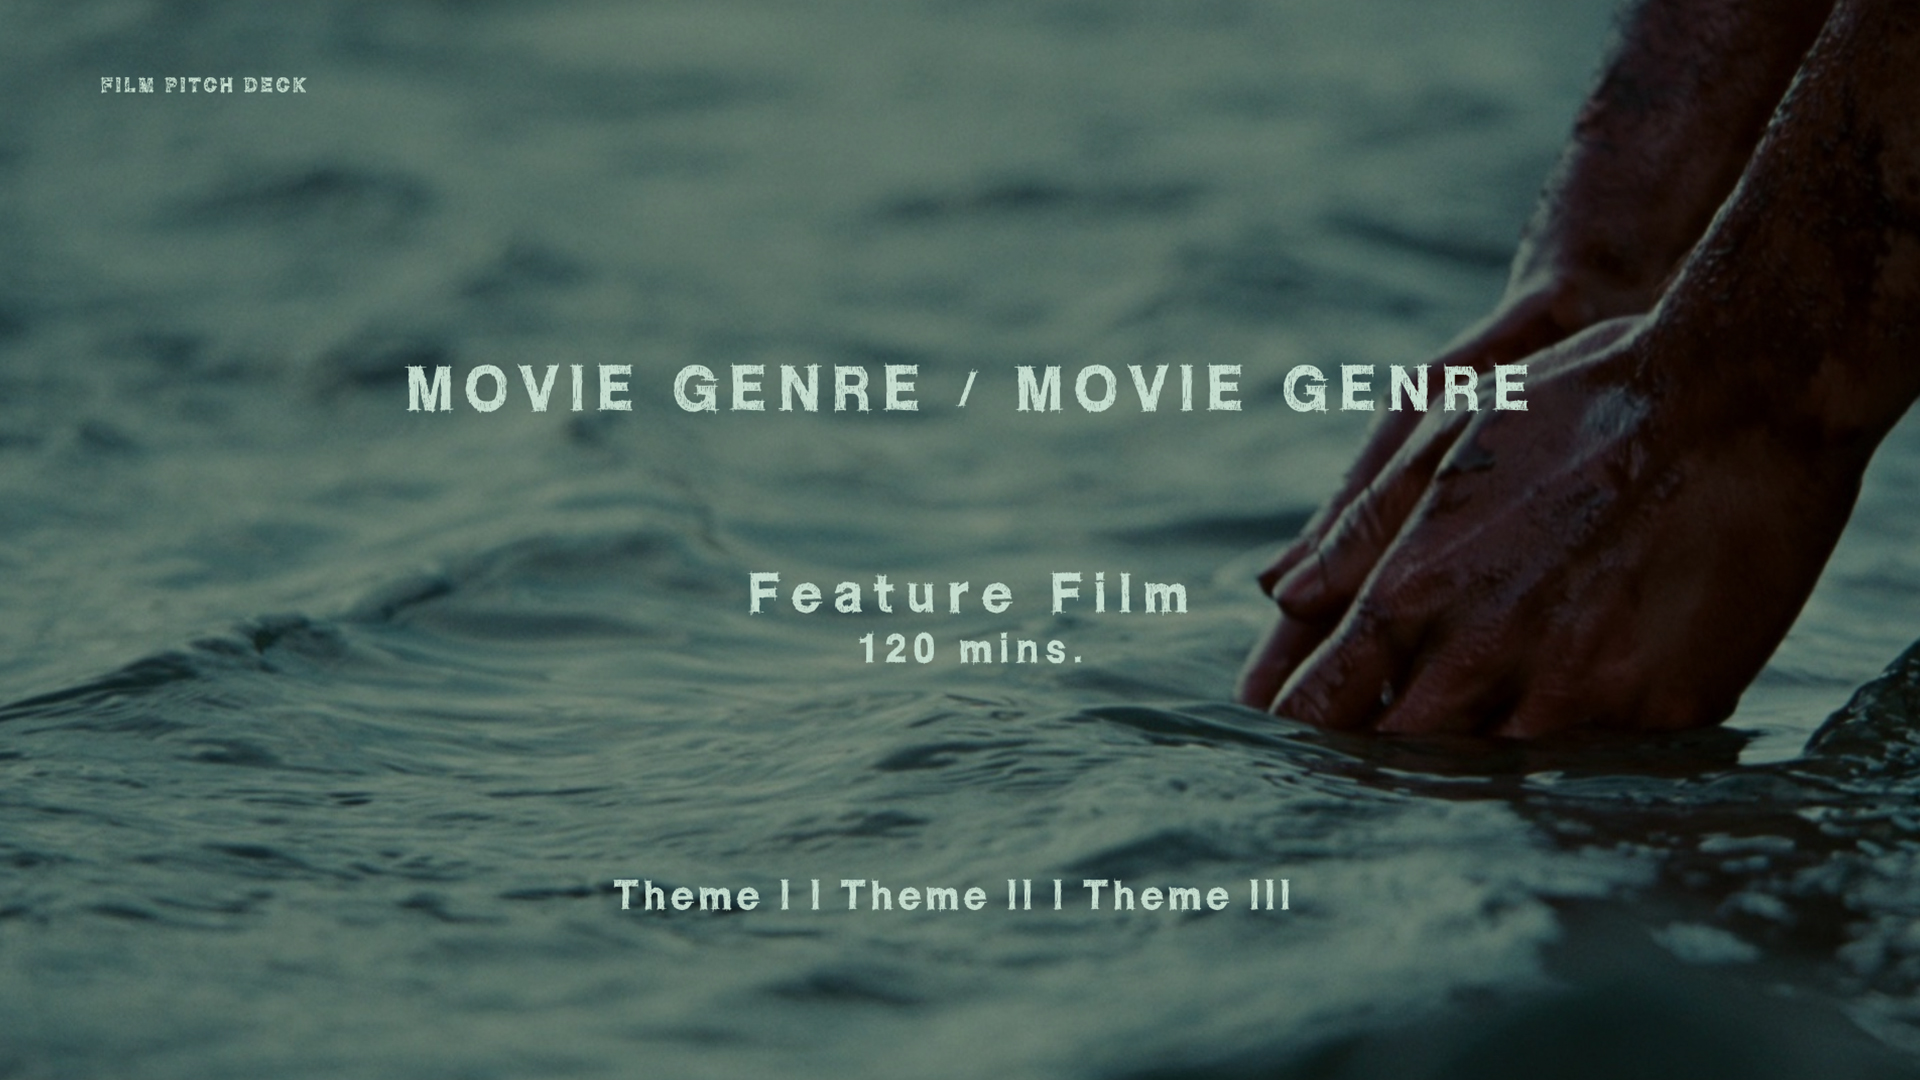 FILM PITCH DECK
MOVIE GENRE / MOVIE GENRE
Feature Film
120 mins.
Theme I | Theme II | Theme III